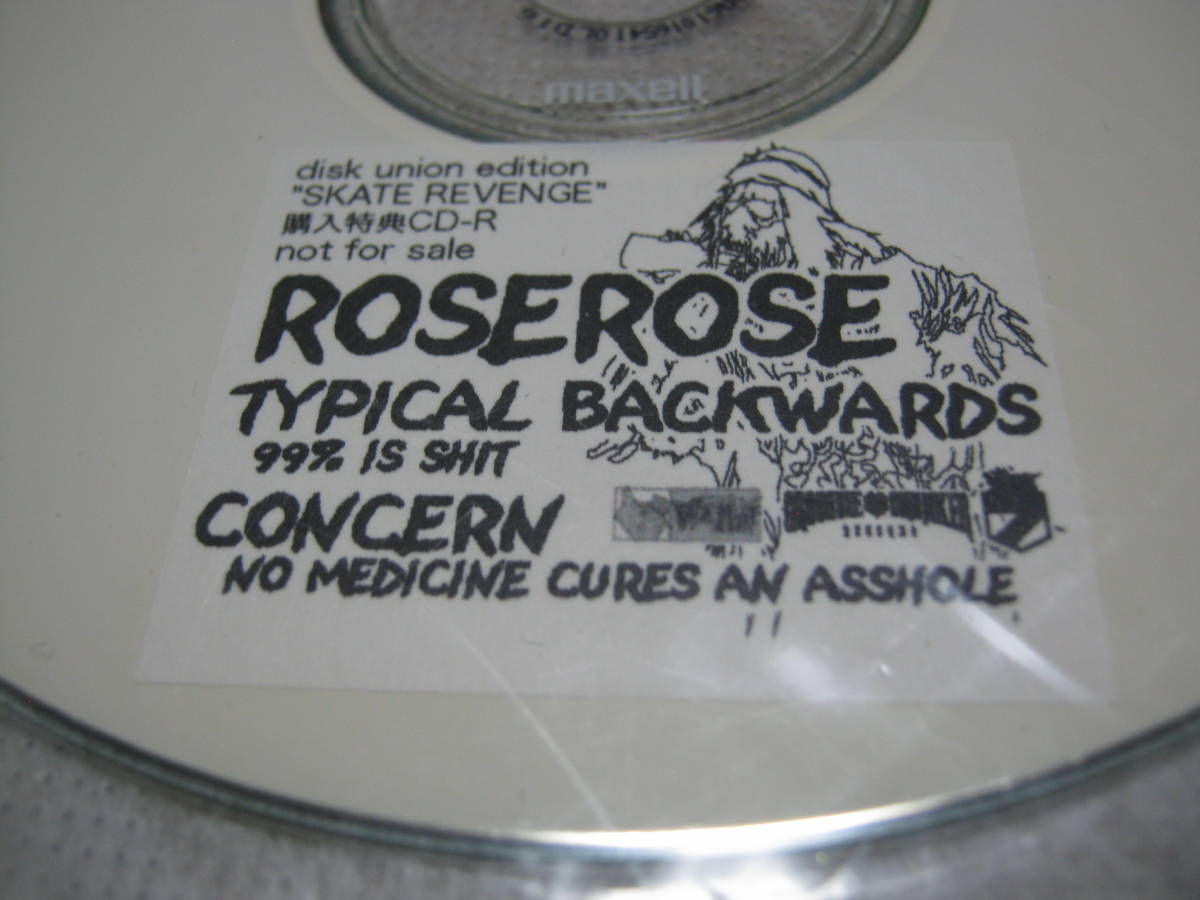 maxell
disk union edition
"SKATE REVENGE"
購入特典CD-R
not for sale
ROSEROSE
TYPICAL BACKWARDS
99% IS SHIT
CONCERN
NO MEDICINE CURES AN ASSHOLE